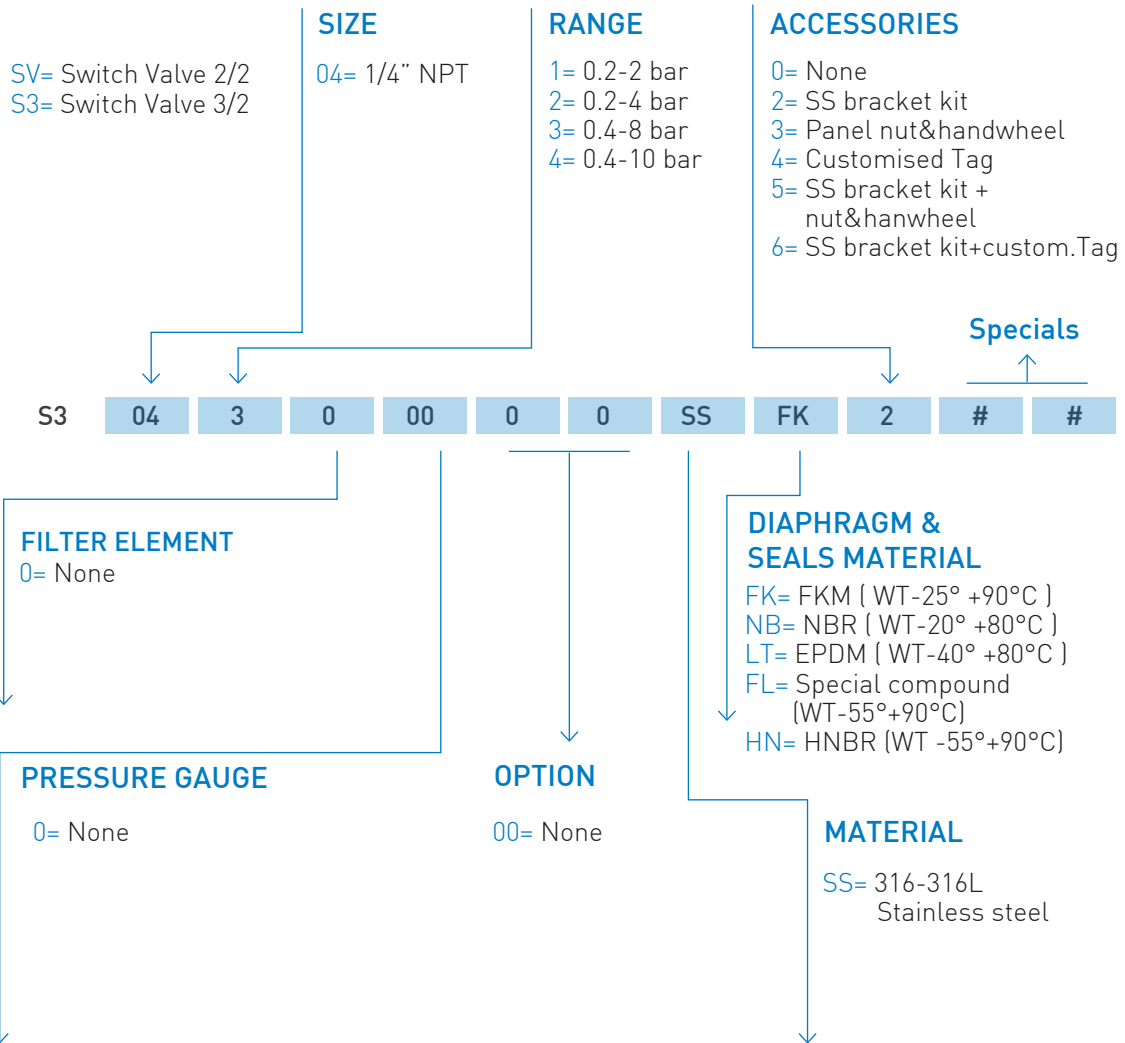 SV= Switch Valve 2/2
S3= Switch Valve 3/2
SIZE
04= 1/4” NPT
RANGE
1= 0.2-2 bar
2= 0.2-4 bar
3= 0.4-8 bar
4= 0.4-10 bar
ACCESSORIES
0= None
2= SS bracket kit
3= Panel nut&handwheel
4= Customised Tag
5= SS bracket kit +
nut&hanwheel
6= SS bracket kit+custom.Tag
Specials
S3 04 3 0 00 0 0 SS FK 2 # #
FILTER ELEMENT
0= None
DIAPHRAGM &
SEALS MATERIAL
FK= FKM ( WT-25° +90°C )
NB= NBR ( WT-20° +80°C )
LT= EPDM ( WT-40° +80°C )
FL= Special compound
(WT-55°+90°C)
HN= HNBR (WT -55°+90°C)
PRESSURE GAUGE
0= None
OPTION
00= None
MATERIAL
SS= 316-316L
Stainless steel